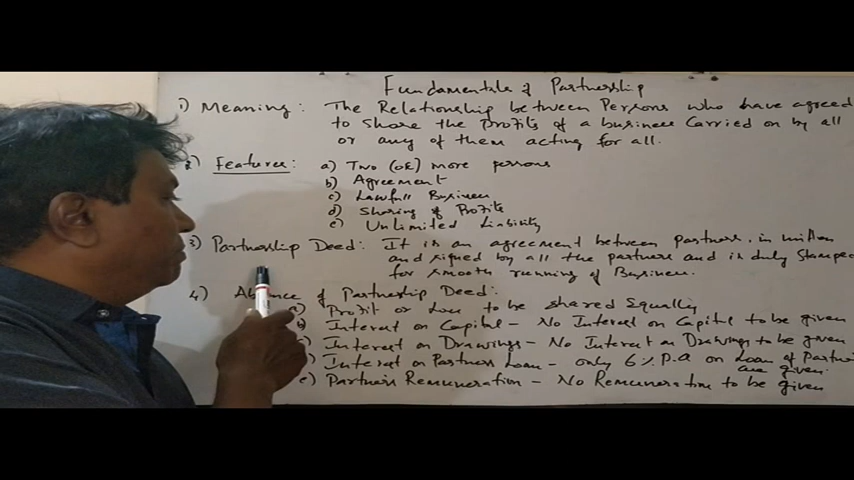 Fundamentals of Partnership
1) Meaning: The Relationship between Persons who have agreed
to share the Profits of a business Carried on by all
or any of them acting for all.
2) Features: a) Two (OR) more persons
b) Agreement
c) Lawfull Business
d) Sharing of Profits
e) Unlimited Liability
3) Partnership Deed: It is an agreement between partners, in
and signed by all the partners and is duly Stamped
for smooth running of Business.
4) Absence of Partnership Deed:
a) Profit or Loss to be shared Equally
b) Interest on Capital - No Interest on Capital to be given
c) Interest on Drawings - No Interest on Drawings to be given
) Interest on Partners Loan - only 6% P.A on Loan of Partner
are given.
e) Partners Remuneration - No Remuneration to be given